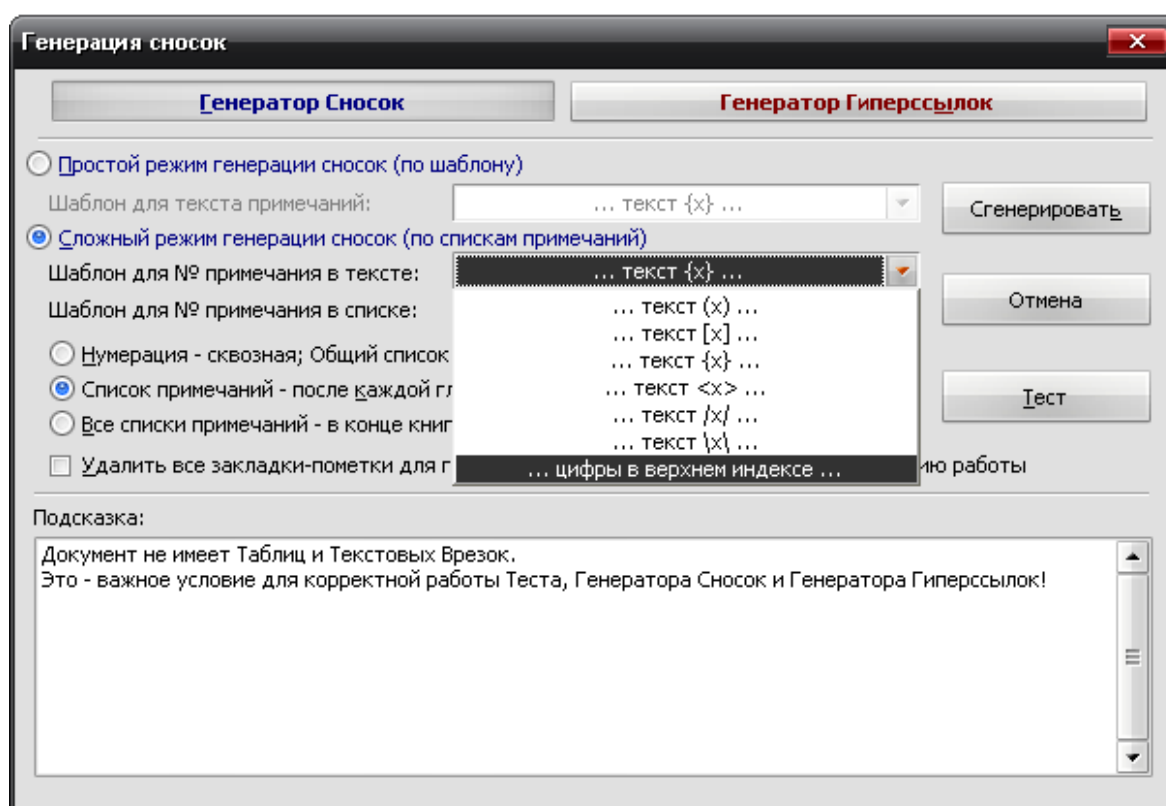 Генерация сносок
Генератор Сносок
Генератор Гиперссылок
Простой режим генерации сносок (по шаблону)
Шаблон для текста примечаний:
... текст {x} ...
Сгенерировать
Сложный режим генерации сносок (по спискам примечаний)
Шаблон для № примечания в тексте:
... текст {x} ...
Отмена
Шаблон для № примечания в списке:
... текст (x) ...
... текст [x] ...
... текст {x} ...
... текст <x> ...
... текст /x/ ...
... текст \x\ ...
... цифры в верхнем индексе ...
Нумерация - сквозная; Общий список
Список примечаний - после каждой гл
Тест
Все списки примечаний - в конце книг
Удалить все закладки-пометки для г
ию работы
Подсказка:
Документ не имеет Таблиц и Текстовых Врезок.
Это - важное условие для корректной работы Теста, Генератора Сносок и Генератора Гиперссылок!